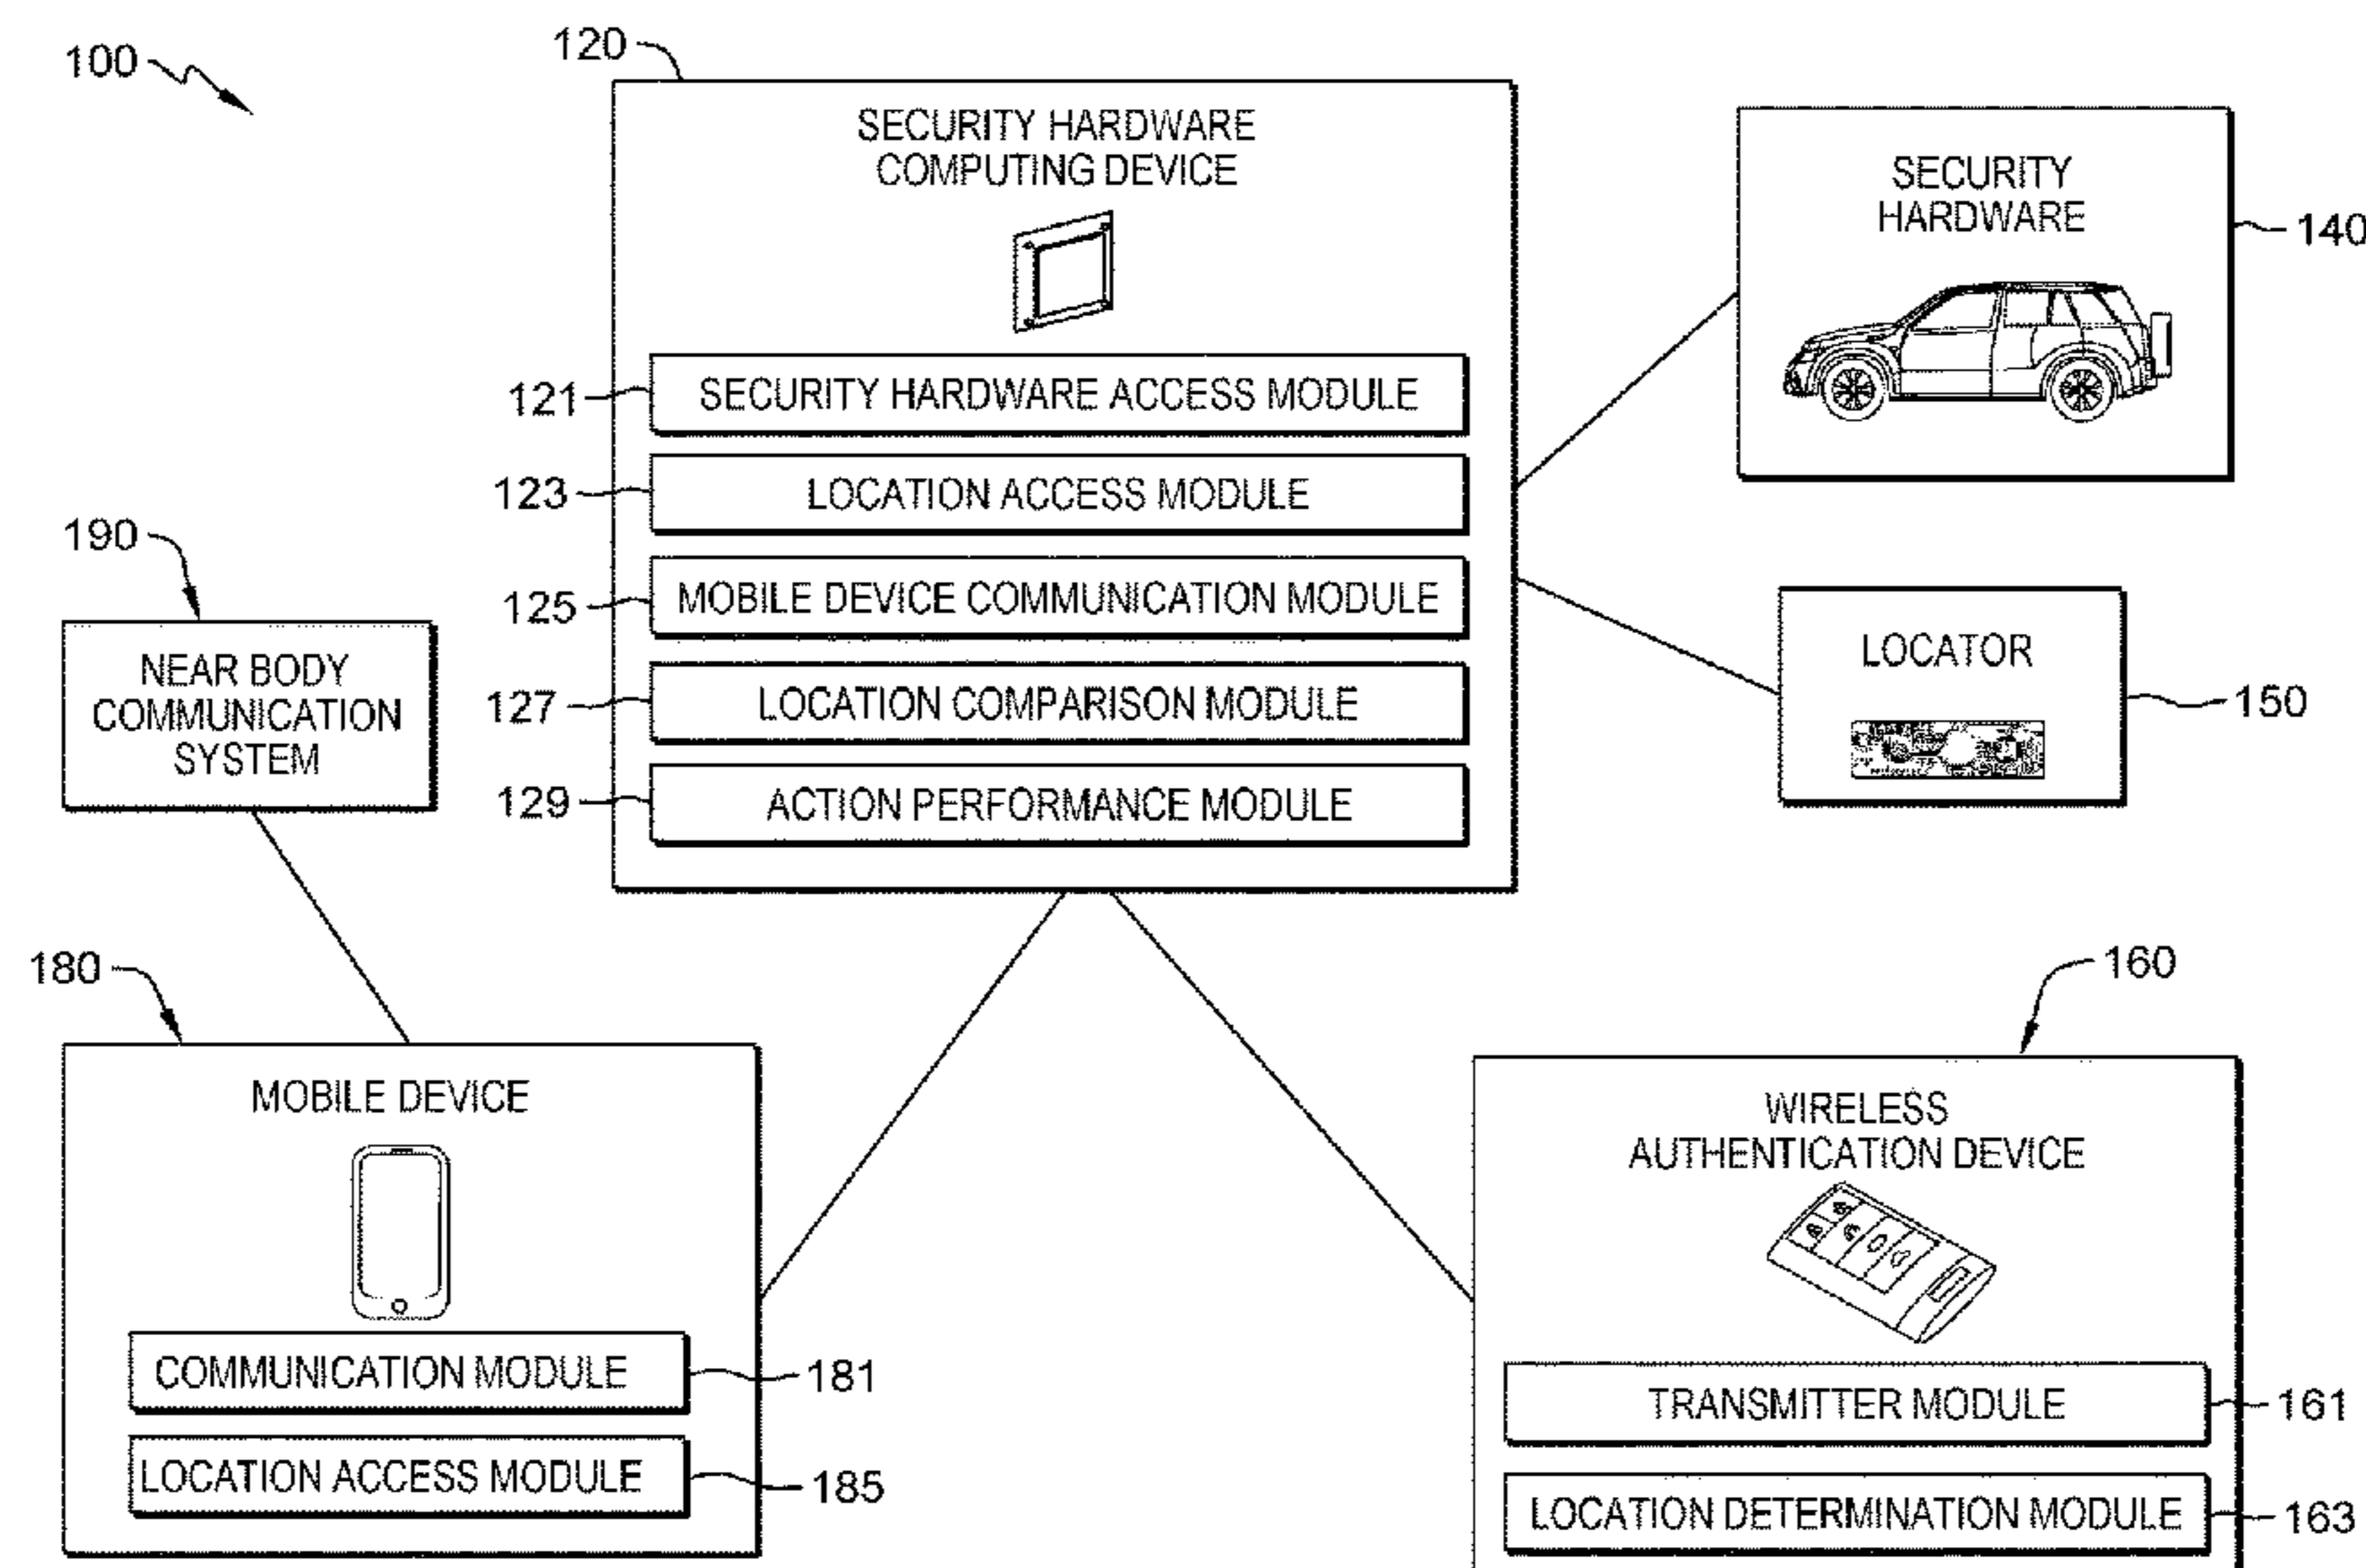 100
120
SECURITY HARDWARE
COMPUTING DEVICE
121
SECURITY HARDWARE ACCESS MODULE
123
LOCATION ACCESS MODULE
125
MOBILE DEVICE COMMUNICATION MODULE
127
LOCATION COMPARISON MODULE
129
ACTION PERFORMANCE MODULE
SECURITY
HARDWARE
140
LOCATOR
150
190
NEAR BODY
COMMUNICATION
SYSTEM
180
MOBILE DEVICE
COMMUNICATION MODULE
181
LOCATION ACCESS MODULE
185
160
WIRELESS
AUTHENTICATION DEVICE
TRANSMITTER MODULE
161
LOCATION DETERMINATION MODULE
163